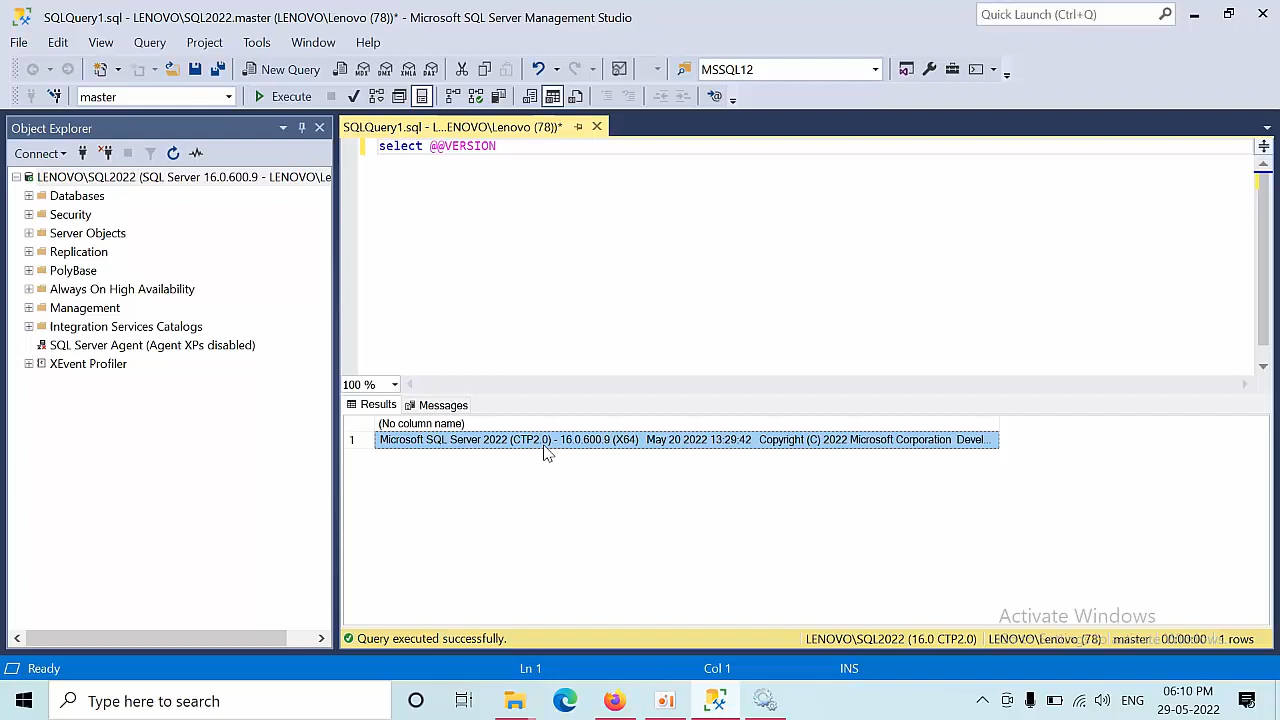 SQLQuery1.sql - LENOVO\SQL2022.master (LENOVO\Lenovo (78))* - Microsoft SQL Server Management Studio
Quick Launch (Ctrl+Q)
File Edit View Query Project Tools Window Help
New Query MDX DMX XMLA DAX MSSQL12
master Execute
Object Explorer
SQLQuery1.sql - L...ENOVO\Lenovo (78))*
Connect
select @@VERSION
LENOVO\SQL2022 (SQL Server 16.0.600.9 - LENOVO\Le
Databases
Security
Server Objects
Replication
PolyBase
Always On High Availability
Management
Integration Services Catalogs
SQL Server Agent (Agent XPs disabled)
XEvent Profiler
100 %
Results Messages
(No column name)
1 Microsoft SQL Server 2022 (CTP2.0) - 16.0.600.9 (X64) May 20 2022 13:29:42 Copyright (C) 2022 Microsoft Corporation Devel...
Activate Windows
Query executed successfully.
LENOVO\SQL2022 (16.0 CTP2.0) LENOVO\Lenovo (78) master 00:00:00 1 rows
Ready Ln 1 Col 1 INS
Type here to search
ENG
06:10 PM
29-05-2022